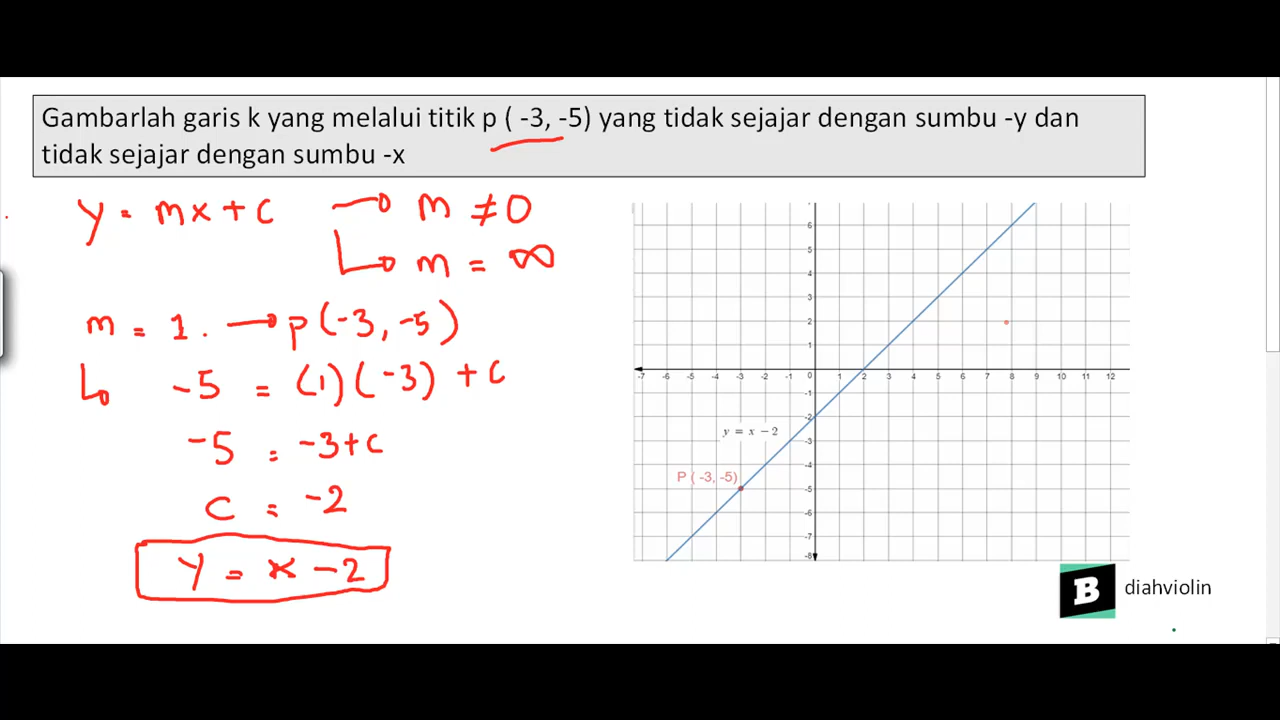 Gambarlah garis k yang melalui titik p ( -3, -5) yang tidak sejajar dengan sumbu -y dan
tidak sejajar dengan sumbu -x
y = mx + c → m ≠ 0
↳ m = ∞
m = 1. → p(-3, -5)
↳ -5 = (1)(-3) + c
-5 = -3+c
c = -2
y = x - 2
6
5
4
3
2
1
-7 -6 -5 -4 -3 -2 -1 0 1 2 3 4 5 6 7 8 9 10 11 12
-1
-2
y = x − 2
-3
-4
P ( -3, -5)
-5
-6
-7
-8
B diahviolin